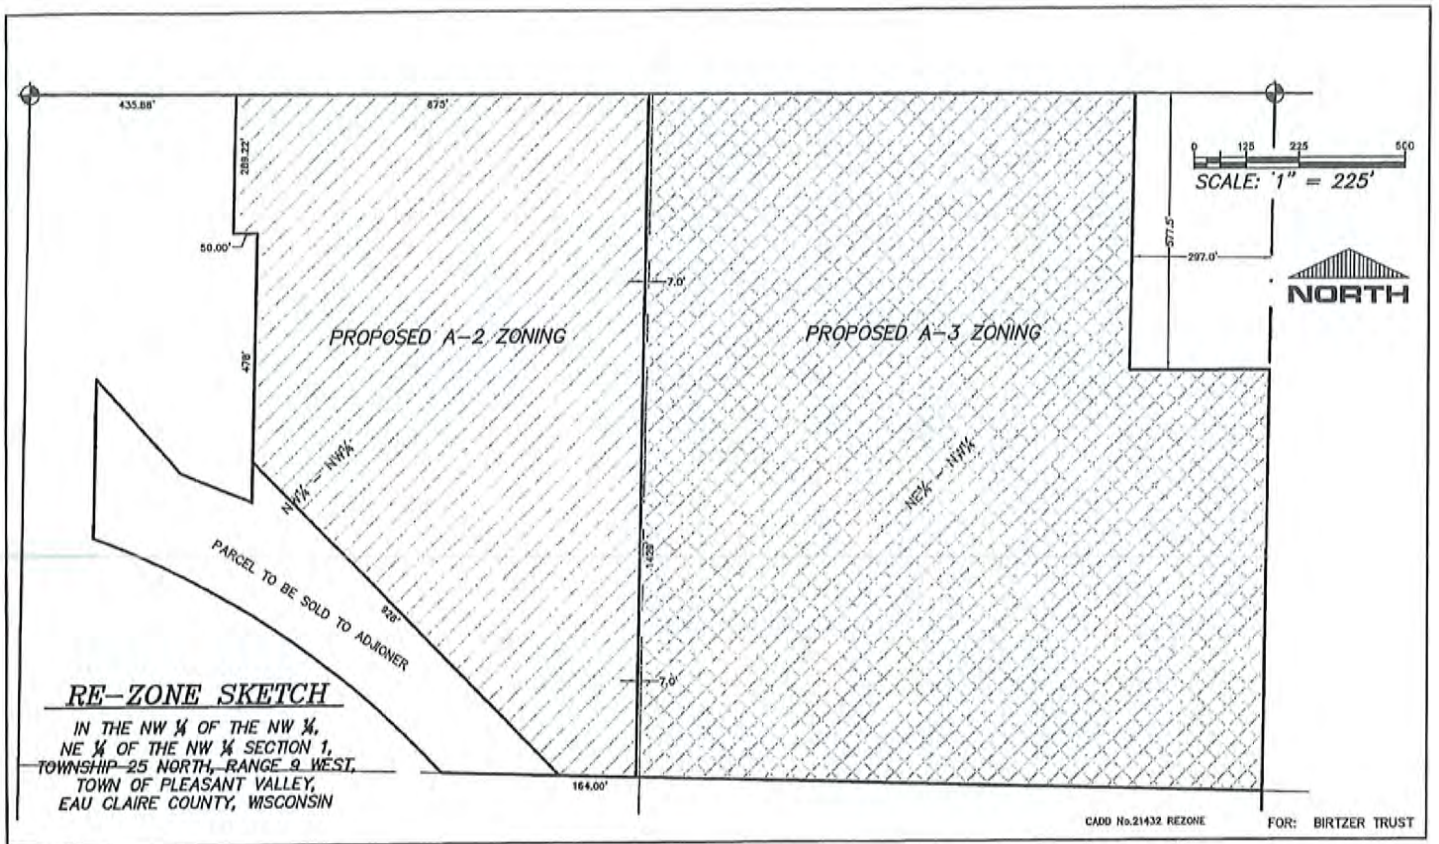 435.88'
875'
289.22'
50.00'
478'
7.0'
577.5'
297.0'
0 125 225 500
SCALE: 1" = 225'
NORTH
PROPOSED A-2 ZONING
PROPOSED A-3 ZONING
NW¼ - NW¼
NE¼ - NW¼
1429'
928'
PARCEL TO BE SOLD TO ADJIONER
7.0'
164.00'
RE-ZONE SKETCH
IN THE NW ¼ OF THE NW ¼,
NE ¼ OF THE NW ¼ SECTION 1,
TOWNSHIP 25 NORTH, RANGE 9 WEST,
TOWN OF PLEASANT VALLEY,
EAU CLAIRE COUNTY, WISCONSIN
CADD No.21432 REZONE
FOR: BIRTZER TRUST